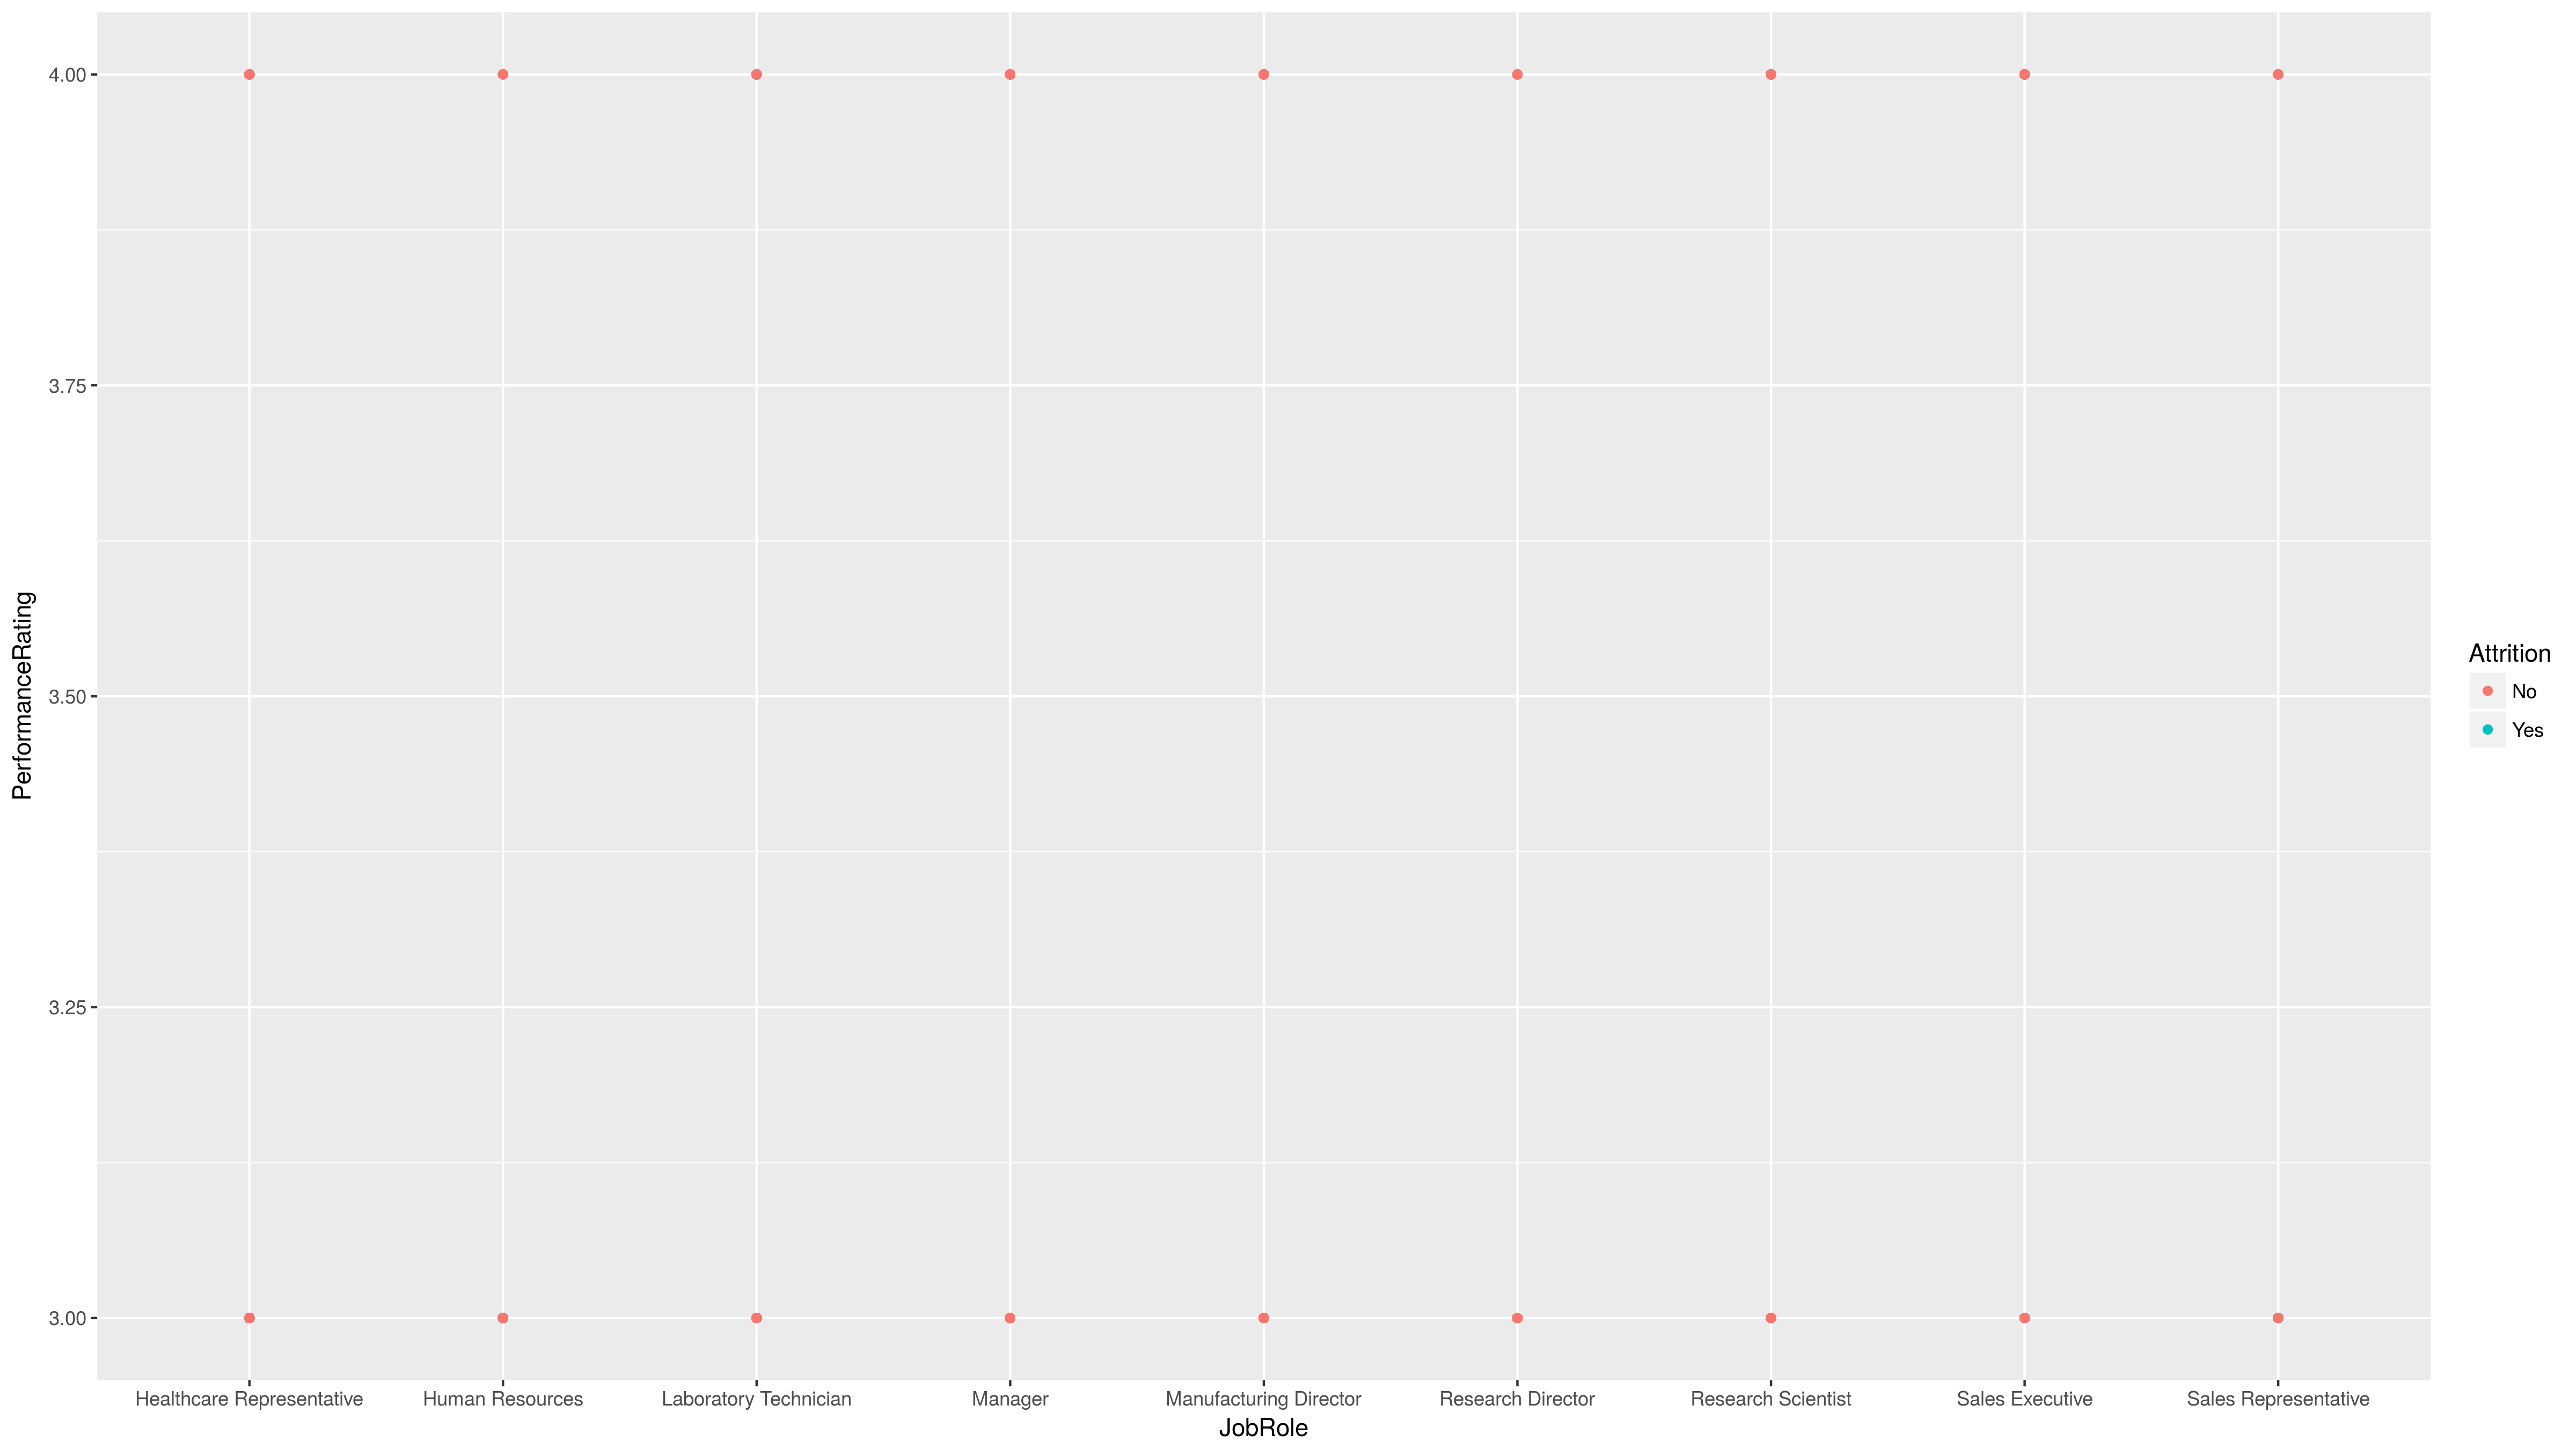 4.00
3.75
3.50
3.25
3.00
PerformanceRating
Healthcare Representative
Human Resources
Laboratory Technician
Manager
Manufacturing Director
Research Director
Research Scientist
Sales Executive
Sales Representative
JobRole
Attrition
No
Yes